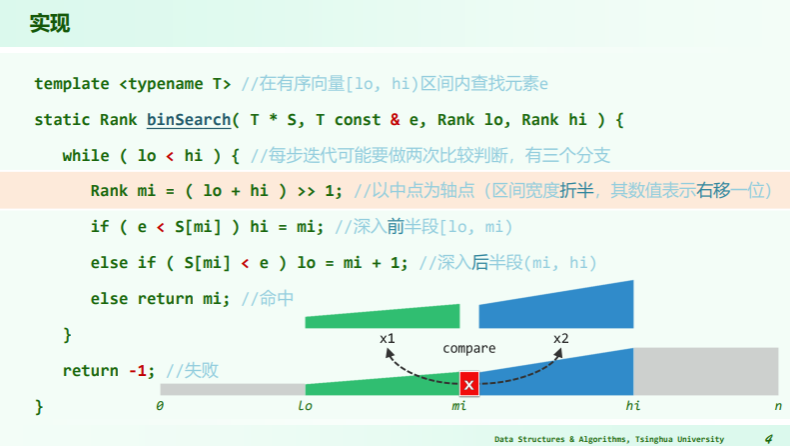 实现
template <typename T> //在有序向量[lo, hi)区间内查找元素e
static Rank binSearch( T * S, T const & e, Rank lo, Rank hi ) {
while ( lo < hi ) { //每步迭代可能要做两次比较判断，有三个分支
Rank mi = ( lo + hi ) >> 1; //以中点为轴点（区间宽度折半，其数值表示右移一位）
if ( e < S[mi] ) hi = mi; //深入前半段[lo, mi)
else if ( S[mi] < e ) lo = mi + 1; //深入后半段(mi, hi)
else return mi; //命中
}
return -1; //失败
}
x1
compare
x2
x
0
lo
mi
hi
n
Data Structures & Algorithms, Tsinghua University
4